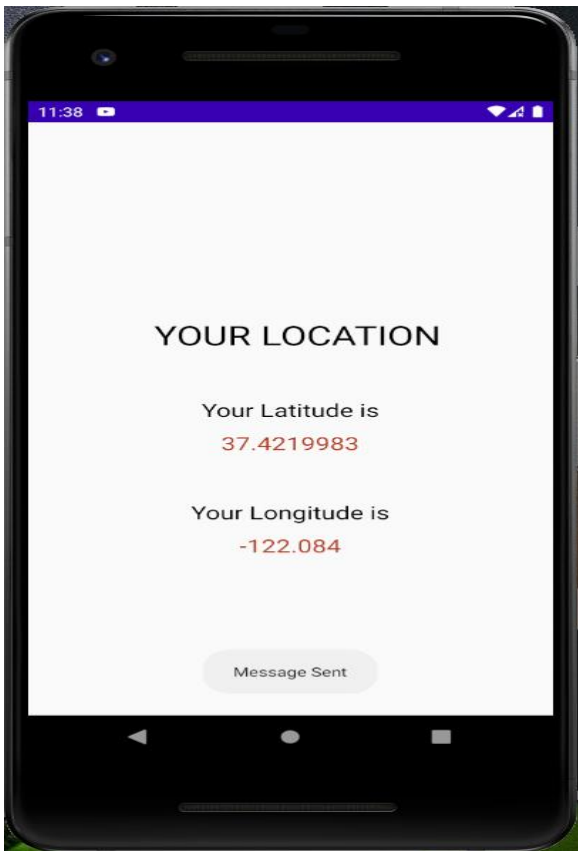 11:38
YOUR LOCATION
Your Latitude is
37.4219983
Your Longitude is
-122.084
Message Sent